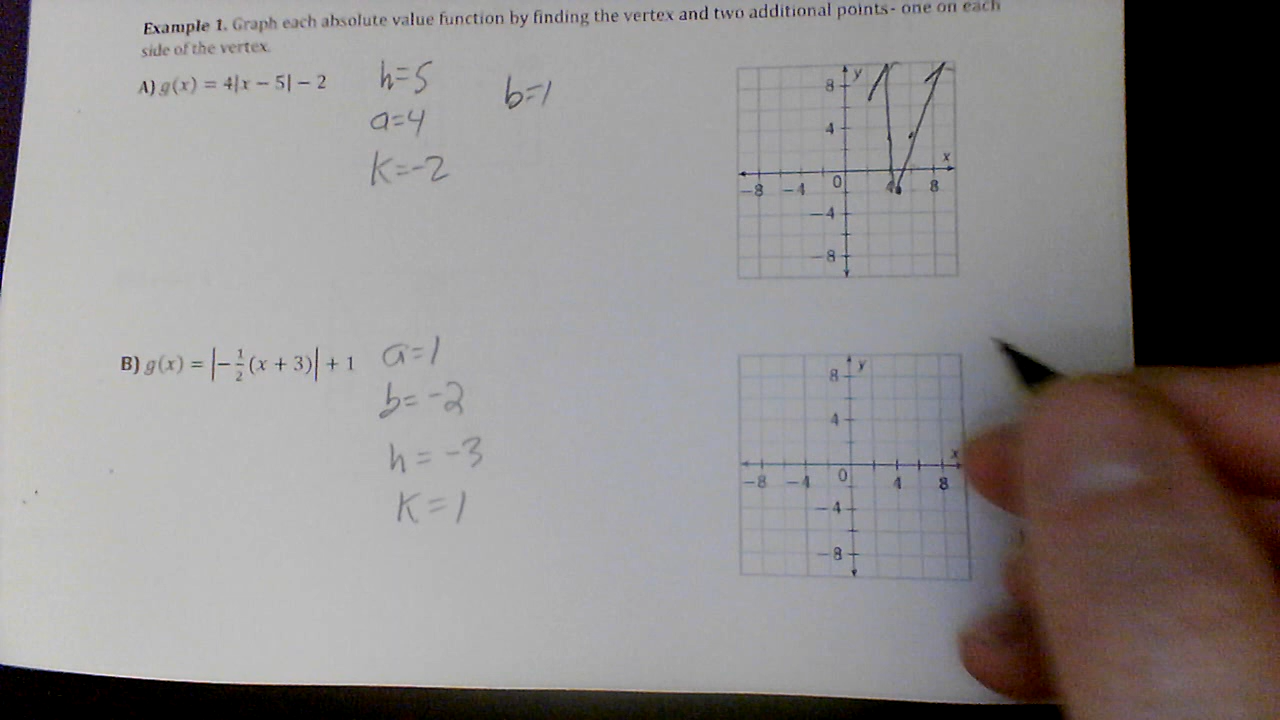 Example 1. Graph each absolute value function by finding the vertex and two additional points- one on each
side of the vertex.
A) g(x) = 4|x − 5| − 2
h=5
b=1
a=4
K=-2
y
8
4
x
−8 −4 0 4 8
−4
−8
B) g(x) = |−1/2(x + 3)| + 1
a=1
b=-2
h=-3
K=1
y
8
4
x
−8 −4 0 4 8
−4
−8